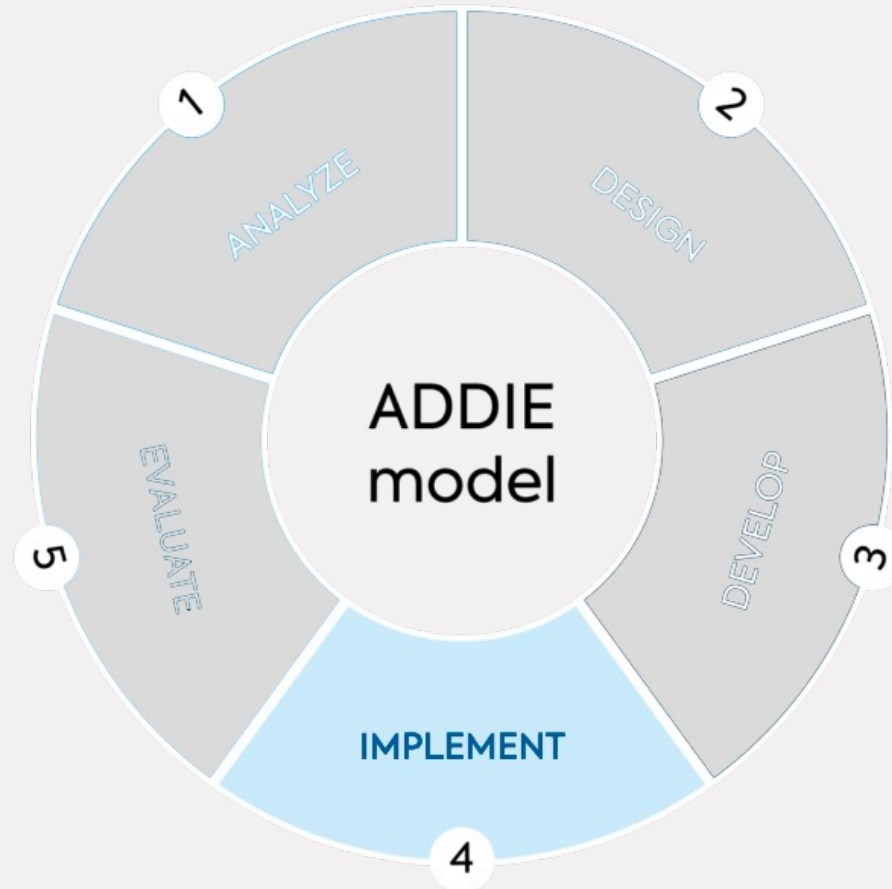 1
ANALYZE
2
DESIGN
3
DEVELOP
4
IMPLEMENT
5
EVALUATE
ADDIE
model